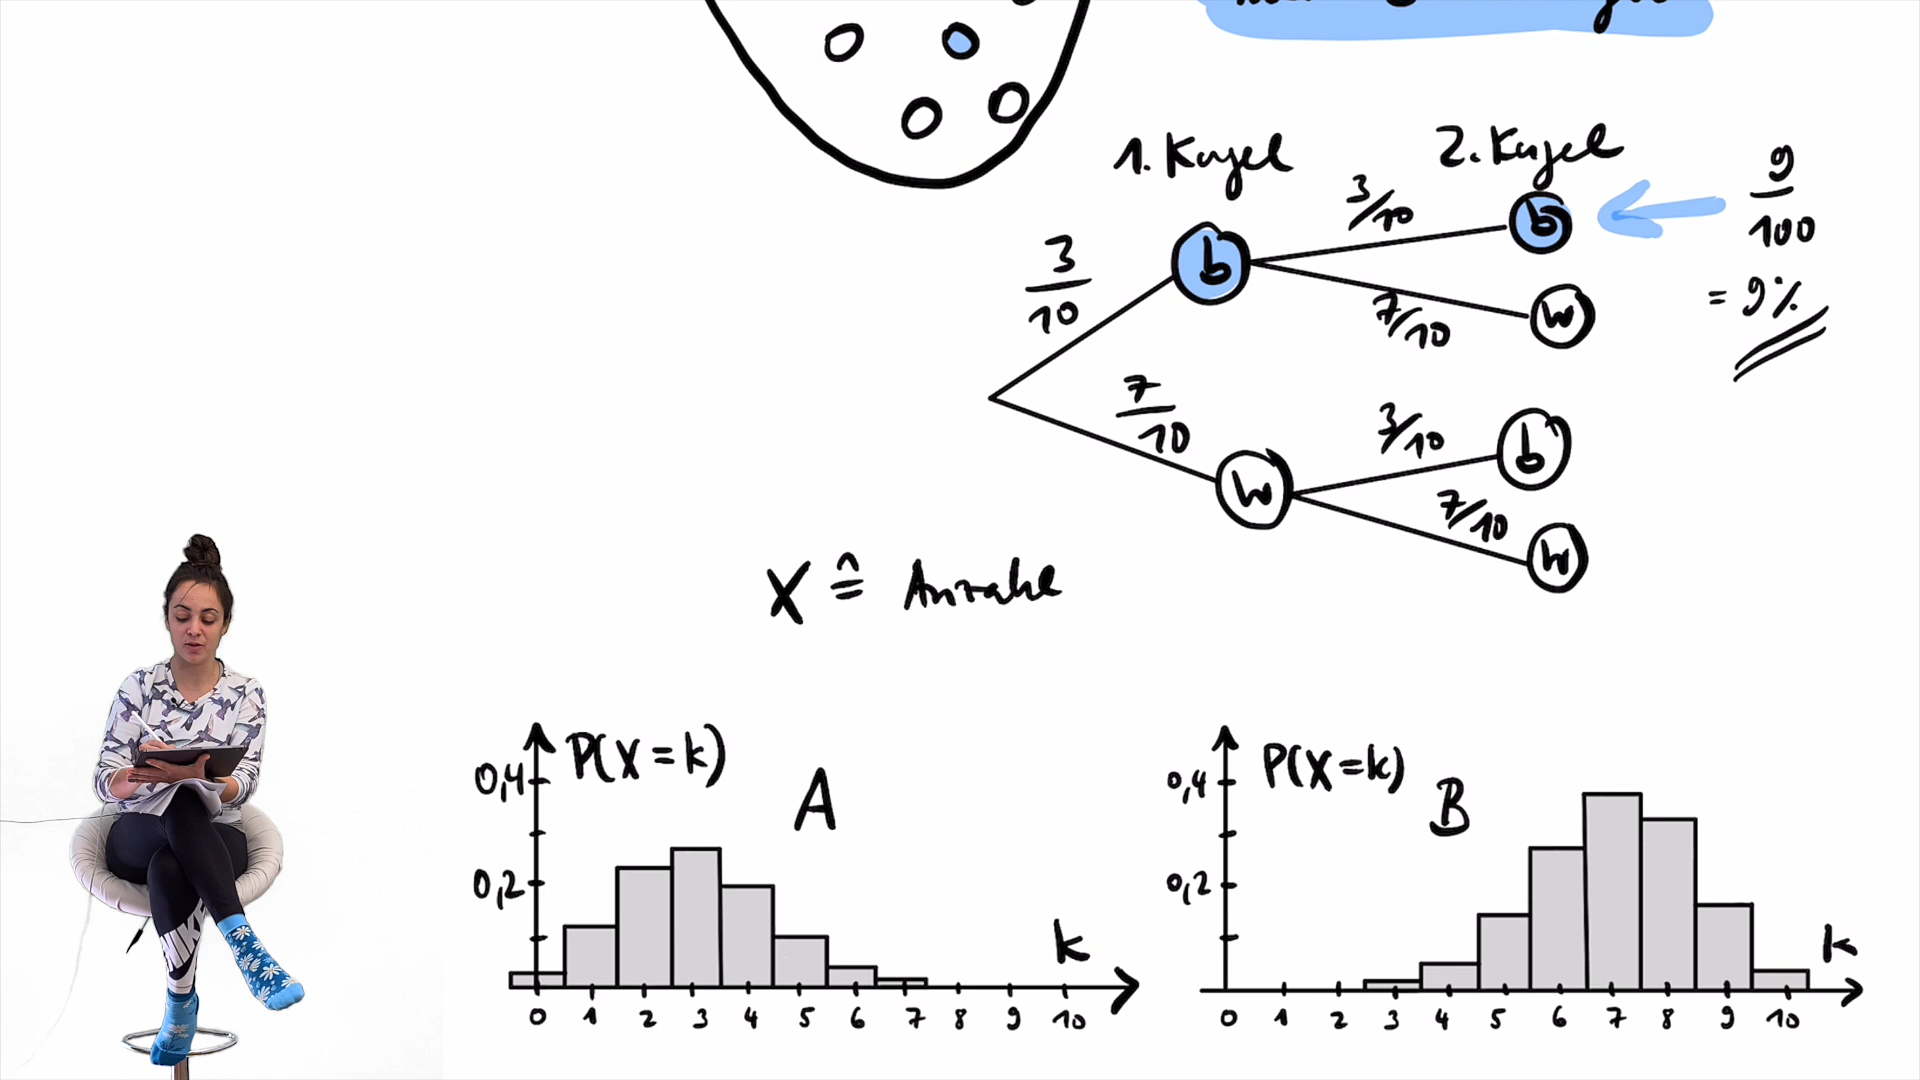 1. Kugel
2. Kugel
3/10
b
9/100
3/10
b
= 9%
7/10
w
7/10
3/10
b
w
7/10
w
X ≙ Anzahl
P(X=k)
A
0,4
0,2
k
0 1 2 3 4 5 6 7 8 9 10
P(X=k)
B
0,4
0,2
k
0 1 2 3 4 5 6 7 8 9 10
NIKE